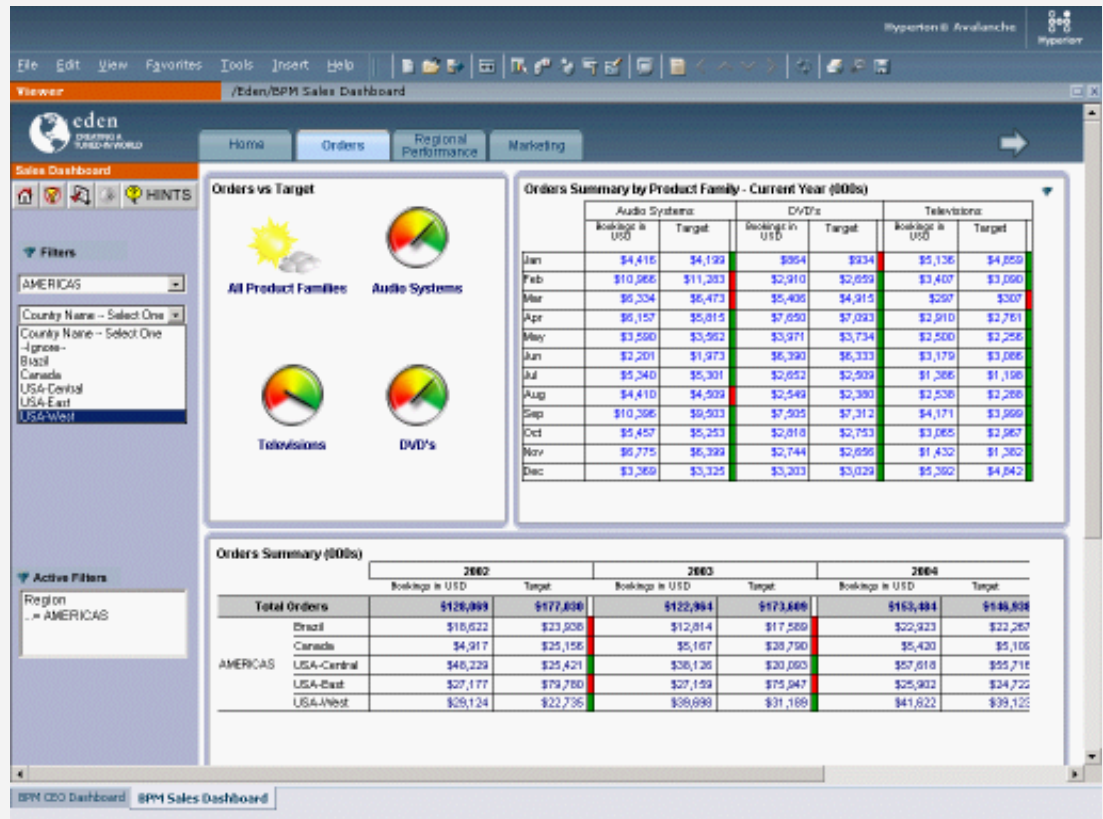 Hyperion® Avalanche
Hyperion
File Edit View Favorites Tools Insert Help
Viewer /Eden/BPM Sales Dashboard
eden
CREATING A
TUNED-IN WORLD
Home Orders Regional Performance Marketing
Sales Dashboard
HINTS
Filters
AMERICAS
Country Name -- Select One
Country Name -- Select One
--Ignore--
Brazil
Canada
USA-Central
USA-East
USA-West
Active Filters
Region
..= AMERICAS
Orders vs Target
All Product Families Audio Systems
Televisions DVD's
Orders Summary by Product Family - Current Year (000s)
Audio Systems DVD's Televisions
Bookings in USD Target Bookings in USD Target Bookings in USD Target
Jan $4,416 $4,199 $864 $934 $5,136 $4,859
Feb $10,966 $11,283 $2,910 $2,659 $3,407 $3,090
Mar $6,334 $6,473 $5,406 $4,915 $297 $307
Apr $6,157 $5,815 $7,650 $7,093 $2,910 $2,761
May $3,590 $3,562 $3,971 $3,734 $2,500 $2,256
Jun $2,201 $1,973 $6,390 $6,333 $3,179 $3,086
Jul $5,340 $5,301 $2,652 $2,509 $1,386 $1,198
Aug $4,410 $4,509 $2,549 $2,380 $2,538 $2,268
Sep $10,396 $9,503 $7,505 $7,312 $4,171 $3,999
Oct $5,457 $5,253 $2,818 $2,753 $3,065 $2,967
Nov $6,775 $6,399 $2,744 $2,656 $1,432 $1,382
Dec $3,369 $3,325 $3,203 $3,029 $5,392 $4,842
Orders Summary (000s)
2002 2003 2004
Bookings in USD Target Bookings in USD Target Bookings in USD Target
Total Orders $128,069 $177,030 $122,964 $173,609 $153,484 $146,938
Brazil $18,622 $23,938 $12,814 $17,589 $22,923 $22,267
Canada $4,917 $25,156 $5,167 $28,790 $5,420 $5,109
AMERICAS USA-Central $48,229 $25,421 $38,126 $20,093 $57,618 $55,716
USA-East $27,177 $79,780 $27,159 $75,947 $25,902 $24,722
USA-West $29,124 $22,735 $39,698 $31,189 $41,622 $39,123
BPM CEO Dashboard BPM Sales Dashboard